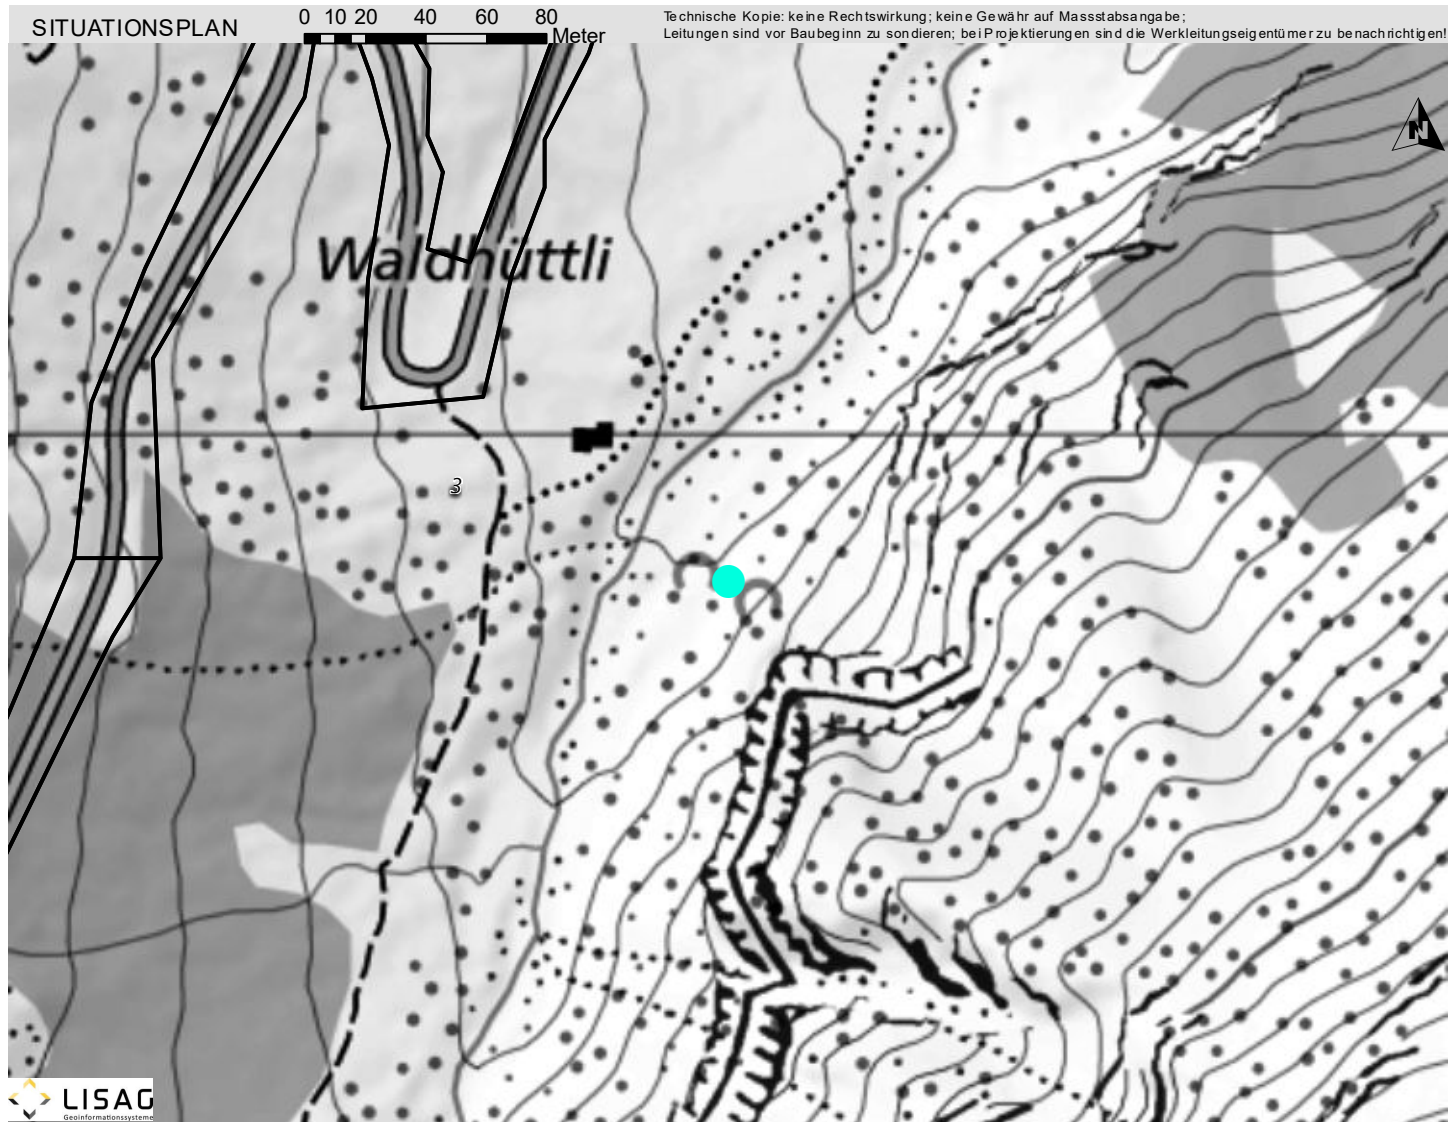 SITUATIONSPLAN
0 10 20 40 60 80
Meter
Technische Kopie: keine Rechtswirkung; keine Gewähr auf Massstabsangabe;
Leitungen sind vor Baubeginn zu sondieren; bei Projektierungen sind die Werkleitungseigentümer zu benachrichtigen!
N
Waldhüttli
3
LISAG
Geoinformationssysteme